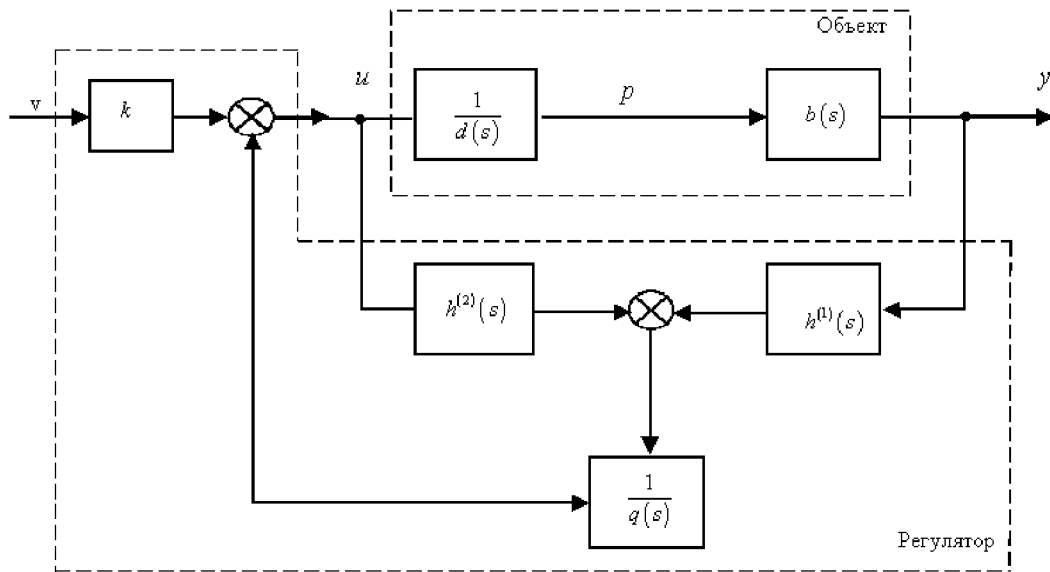 Объект
v
k
u
1
d(s)
p
b(s)
y
h⁽²⁾(s)
h⁽¹⁾(s)
1
q(s)
Регулятор